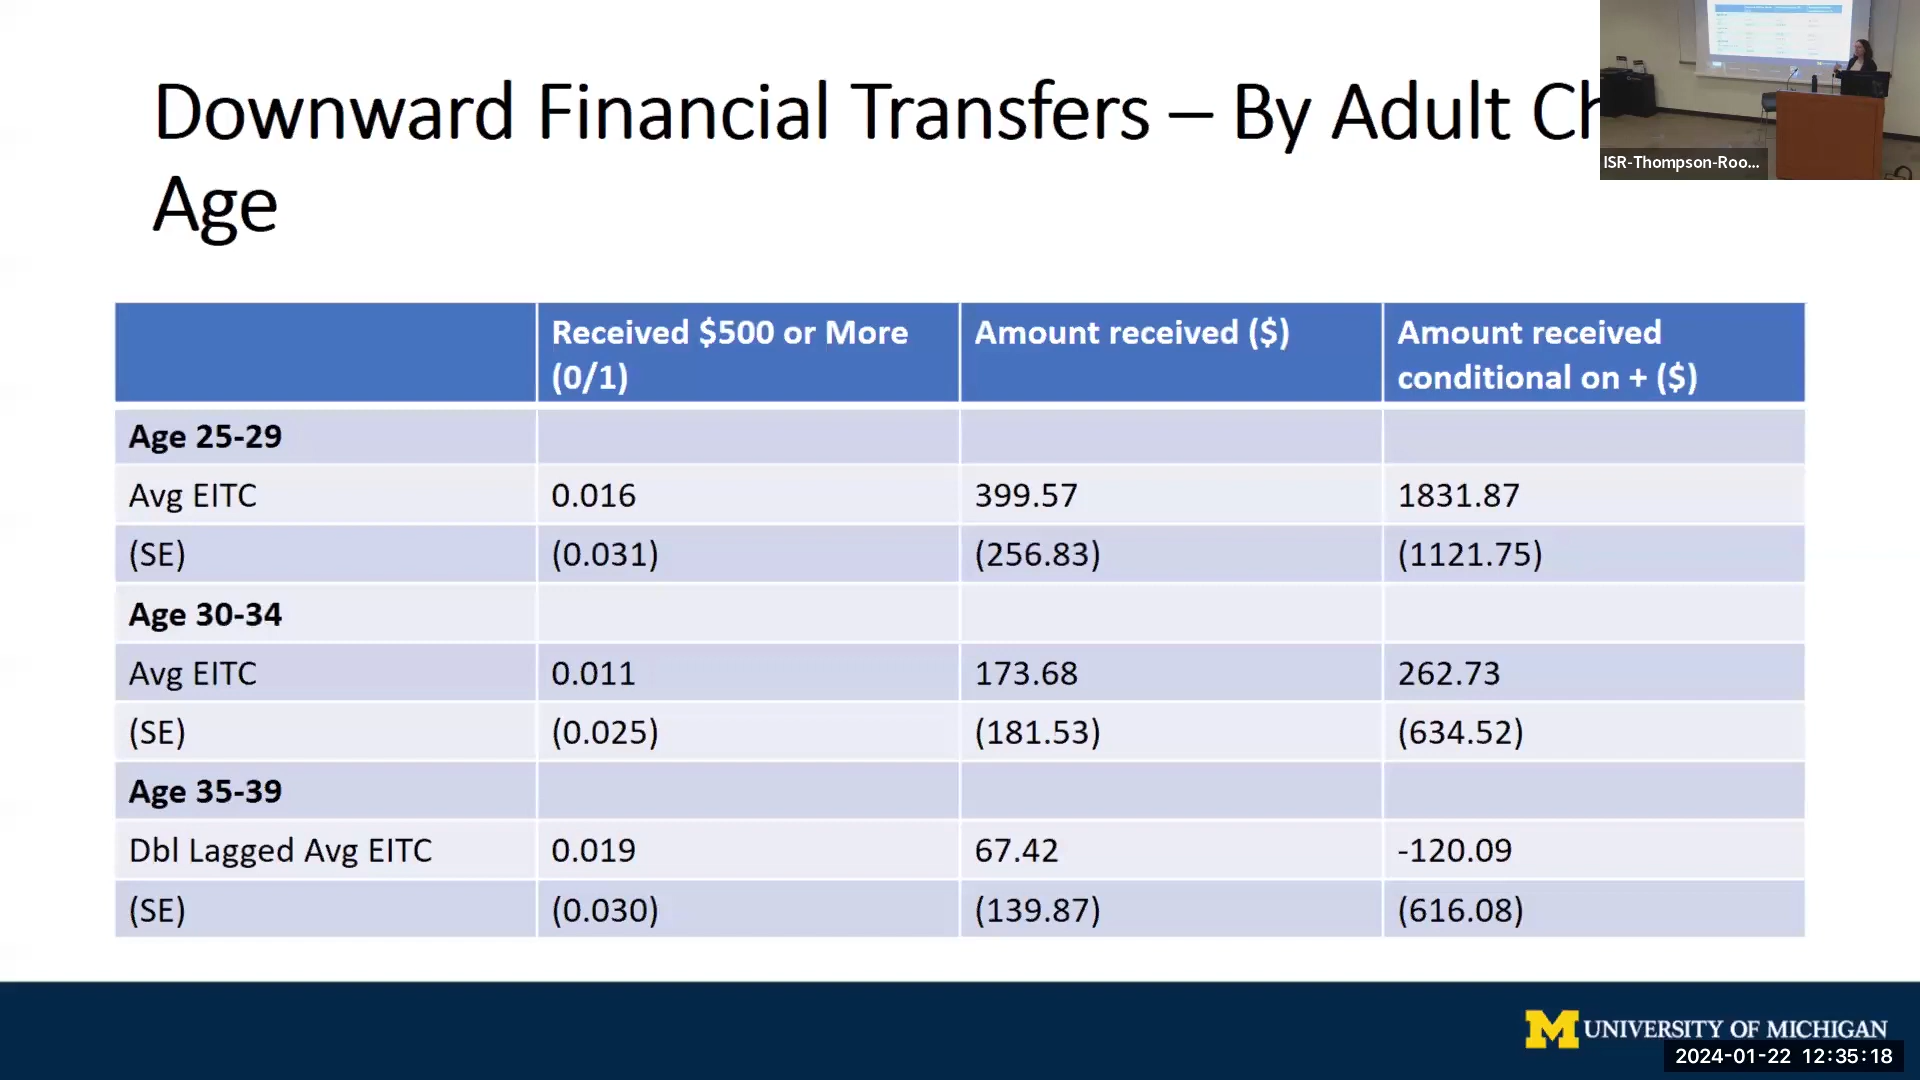 Downward Financial Transfers – By Adult Ch
Age
ISR-Thompson-Roo...
Received $500 or More (0/1) Amount received ($) Amount received conditional on + ($)
Age 25-29
Avg EITC 0.016 399.57 1831.87
(SE) (0.031) (256.83) (1121.75)
Age 30-34
Avg EITC 0.011 173.68 262.73
(SE) (0.025) (181.53) (634.52)
Age 35-39
Dbl Lagged Avg EITC 0.019 67.42 -120.09
(SE) (0.030) (139.87) (616.08)
M UNIVERSITY OF MICHIGAN
2024-01-22 12:35:18